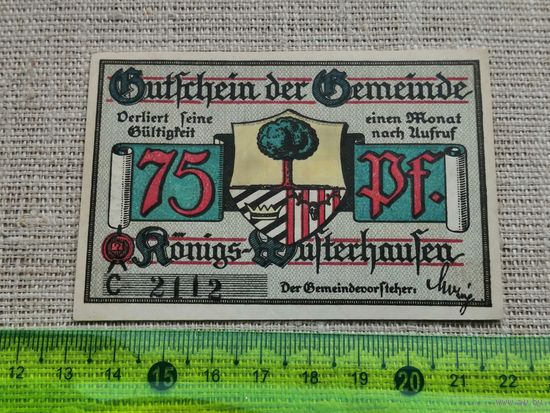 Gutschein der Gemeinde
Verliert seine
Gültigkeit
einen Monat
nach Aufruf
75 Pf.
Königs-Wusterhausen
C 2112
Der Gemeindevorsteher:
12 13 14 15 16 17 18 19 20 21 22